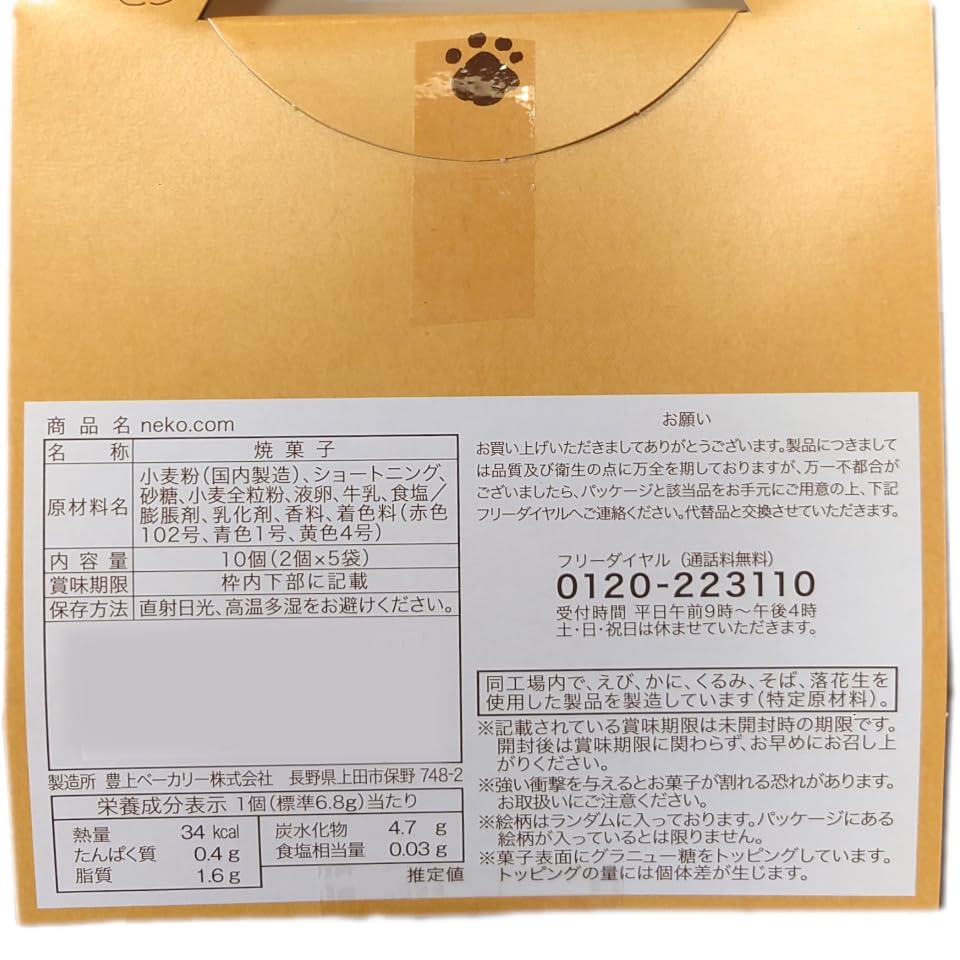 商品名 neko.com
名称 焼菓子
原材料名 小麦粉(国内製造)、ショートニング、
砂糖、小麦全粒粉、液卵、牛乳、食塩/
膨脹剤、乳化剤、香料、着色料(赤色
102号、青色1号、黄色4号)
内容量 10個(2個×5袋)
賞味期限 枠内下部に記載
保存方法 直射日光、高温多湿をお避けください。
製造所 豊上ベーカリー株式会社 長野県上田市保野748-2
栄養成分表示 1個(標準6.8g)当たり
熱量 34 kcal
たんぱく質 0.4 g
脂質 1.6 g
炭水化物 4.7 g
食塩相当量 0.03 g
推定値
お願い
お買い上げいただきましてありがとうございます。製品につきまして
は品質及び衛生の点に万全を期しておりますが、万一不都合が
ございましたら、パッケージと該当品をお手元にご用意の上、下記
フリーダイヤルへご連絡ください。代替品と交換させていただきます。
フリーダイヤル(通話料無料)
0120-223110
受付時間 平日午前9時～午後4時
土・日・祝日は休ませていただきます。
同工場内で、えび、かに、くるみ、そば、落花生を
使用した製品を製造しています(特定原材料)。
※記載されている賞味期限は未開封時の期限です。
開封後は賞味期限に関わらず、お早めにお召し上
がりください。
※強い衝撃を与えるとお菓子が割れる恐れがあります。
お取扱いにご注意ください。
※絵柄はランダムに入っております。パッケージにある
絵柄が入っているとは限りません。
※菓子表面にグラニュー糖をトッピングしています。
トッピングの量には個体差が生じます。